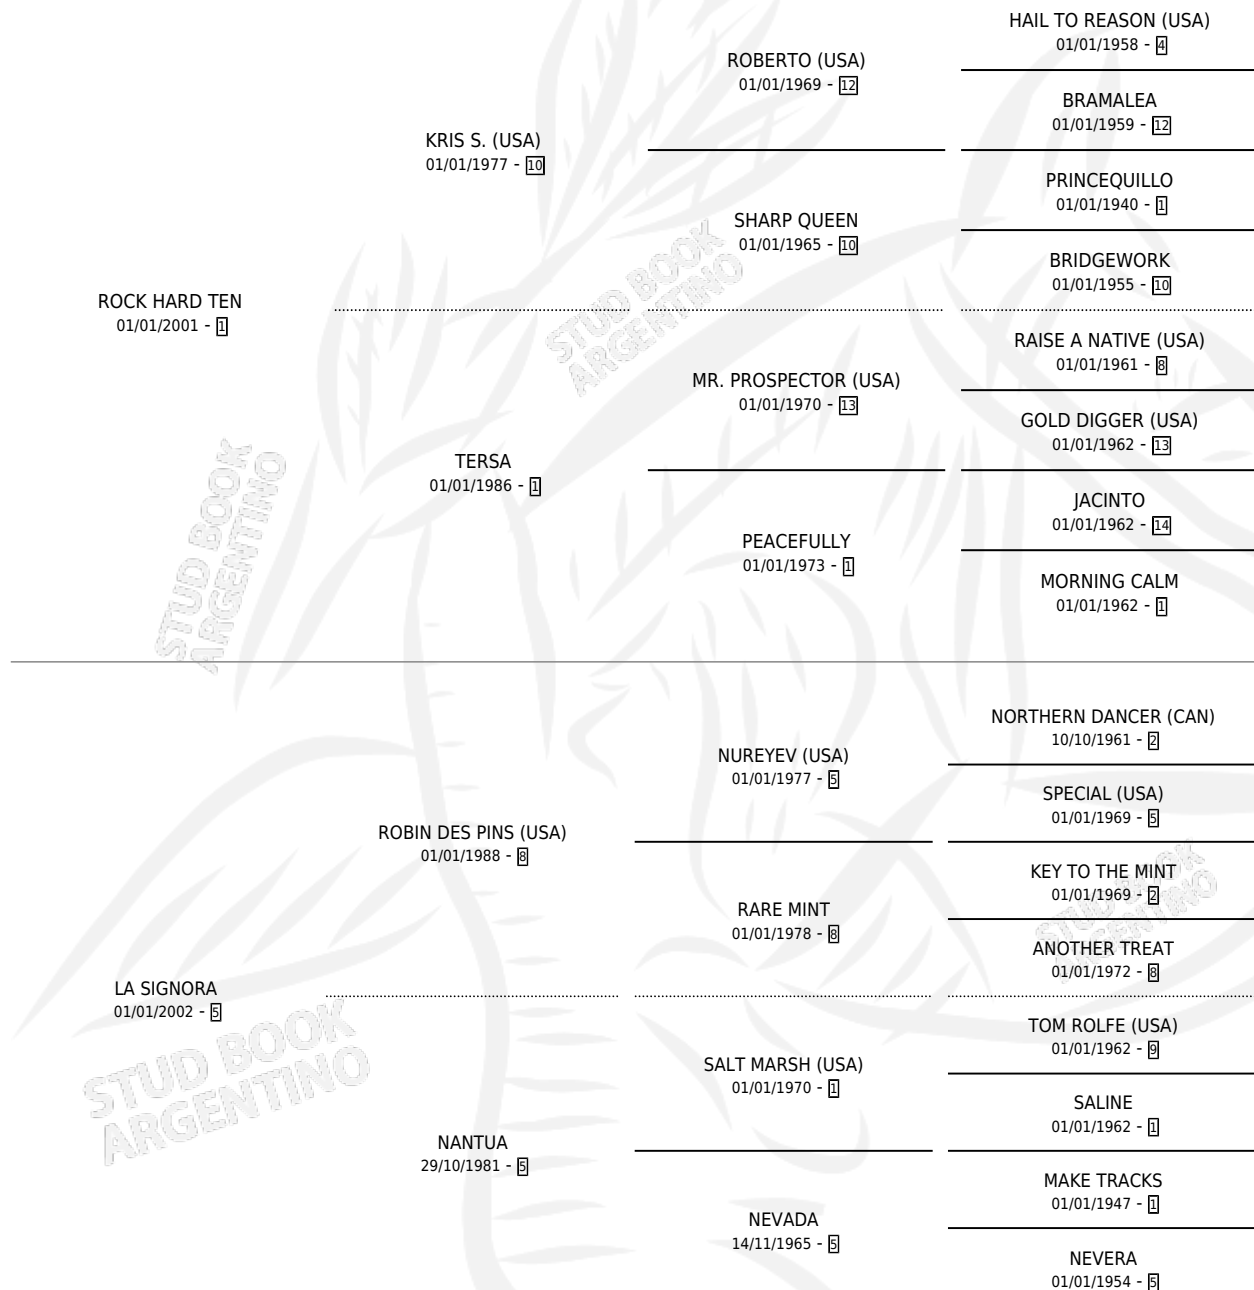 HAIL TO REASON (USA)
01/01/1958 - 4
ROBERTO (USA)
01/01/1969 - 12
BRAMALEA
01/01/1959 - 12
KRIS S. (USA)
01/01/1977 - 10
PRINCEQUILLO
01/01/1940 - 1
SHARP QUEEN
01/01/1965 - 10
BRIDGEWORK
01/01/1955 - 10
ROCK HARD TEN
01/01/2001 - 1
RAISE A NATIVE (USA)
01/01/1961 - 8
MR. PROSPECTOR (USA)
01/01/1970 - 13
GOLD DIGGER (USA)
01/01/1962 - 13
TERSA
01/01/1986 - 1
JACINTO
01/01/1962 - 14
PEACEFULLY
01/01/1973 - 1
MORNING CALM
01/01/1962 - 1
NORTHERN DANCER (CAN)
10/10/1961 - 2
NUREYEV (USA)
01/01/1977 - 5
SPECIAL (USA)
01/01/1969 - 5
ROBIN DES PINS (USA)
01/01/1988 - 8
KEY TO THE MINT
01/01/1969 - 2
RARE MINT
01/01/1978 - 8
ANOTHER TREAT
01/01/1972 - 8
LA SIGNORA
01/01/2002 - 5
TOM ROLFE (USA)
01/01/1962 - 9
SALT MARSH (USA)
01/01/1970 - 1
SALINE
01/01/1962 - 1
NANTUA
29/10/1981 - 5
MAKE TRACKS
01/01/1947 - 1
NEVADA
14/11/1965 - 5
NEVERA
01/01/1954 - 5
STUD BOOK
ARGENTINO
STUD BOOK
ARGENTINO
STUD BOOK
ARGENTINO
STUD BOOK
ARGENTINO